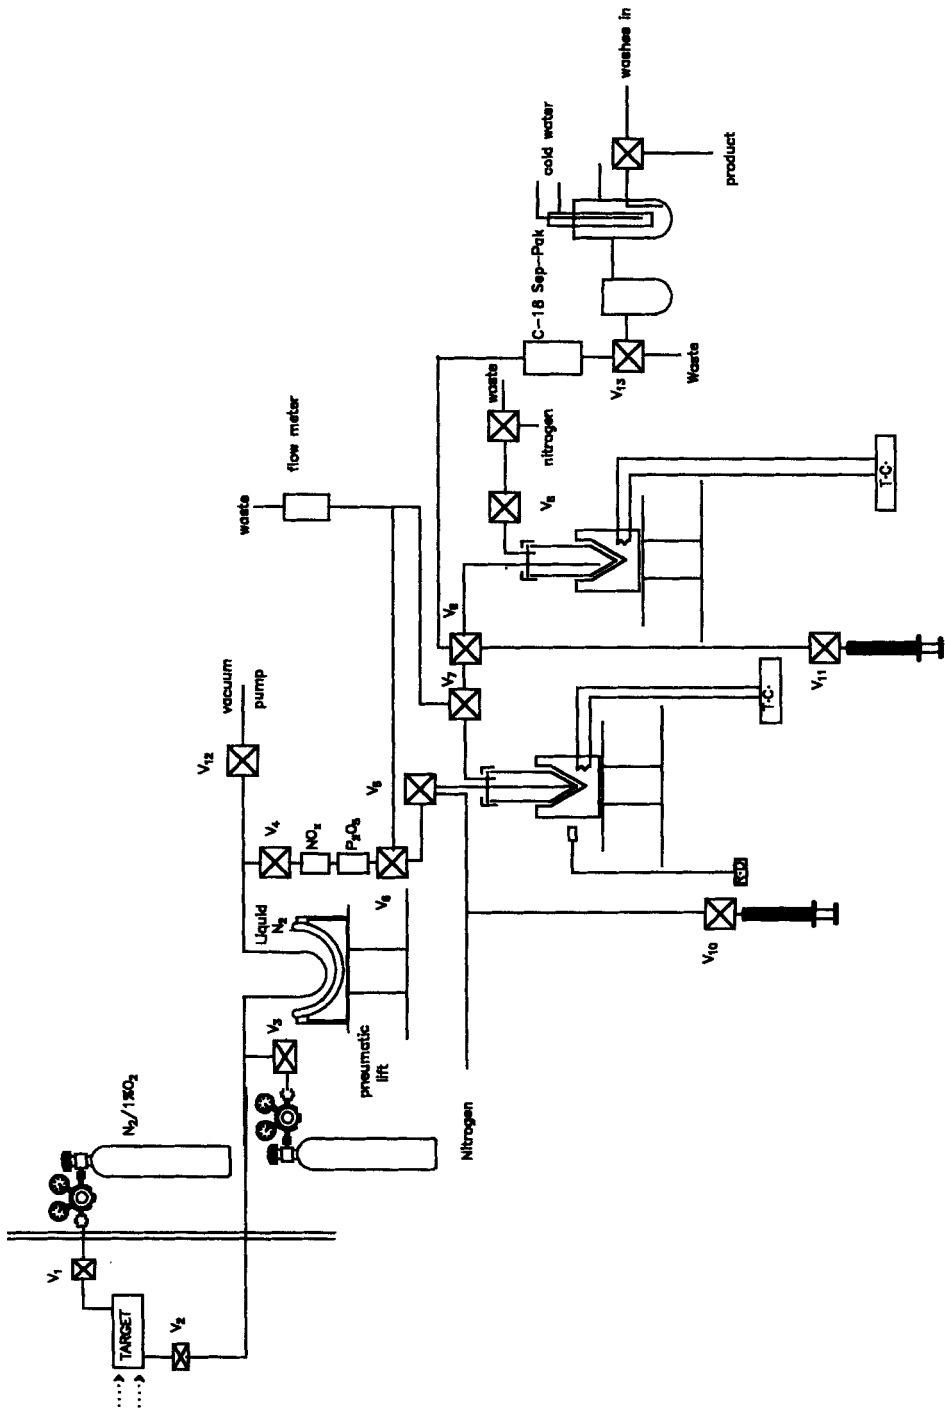 washes in
cold water
product
C-18 Sep-Pak
waste
nitrogen
V13
Waste
flow meter
waste
V8
V8
V7
T.C.
T.C.
V11
vacuum
pump
V12
V4
V5
NO2
P2O5
V6
R-12
V10
Liquid
N2
V3
pneumatic
lift
N2/1%O2
Nitrogen
V1
TARGET
V2